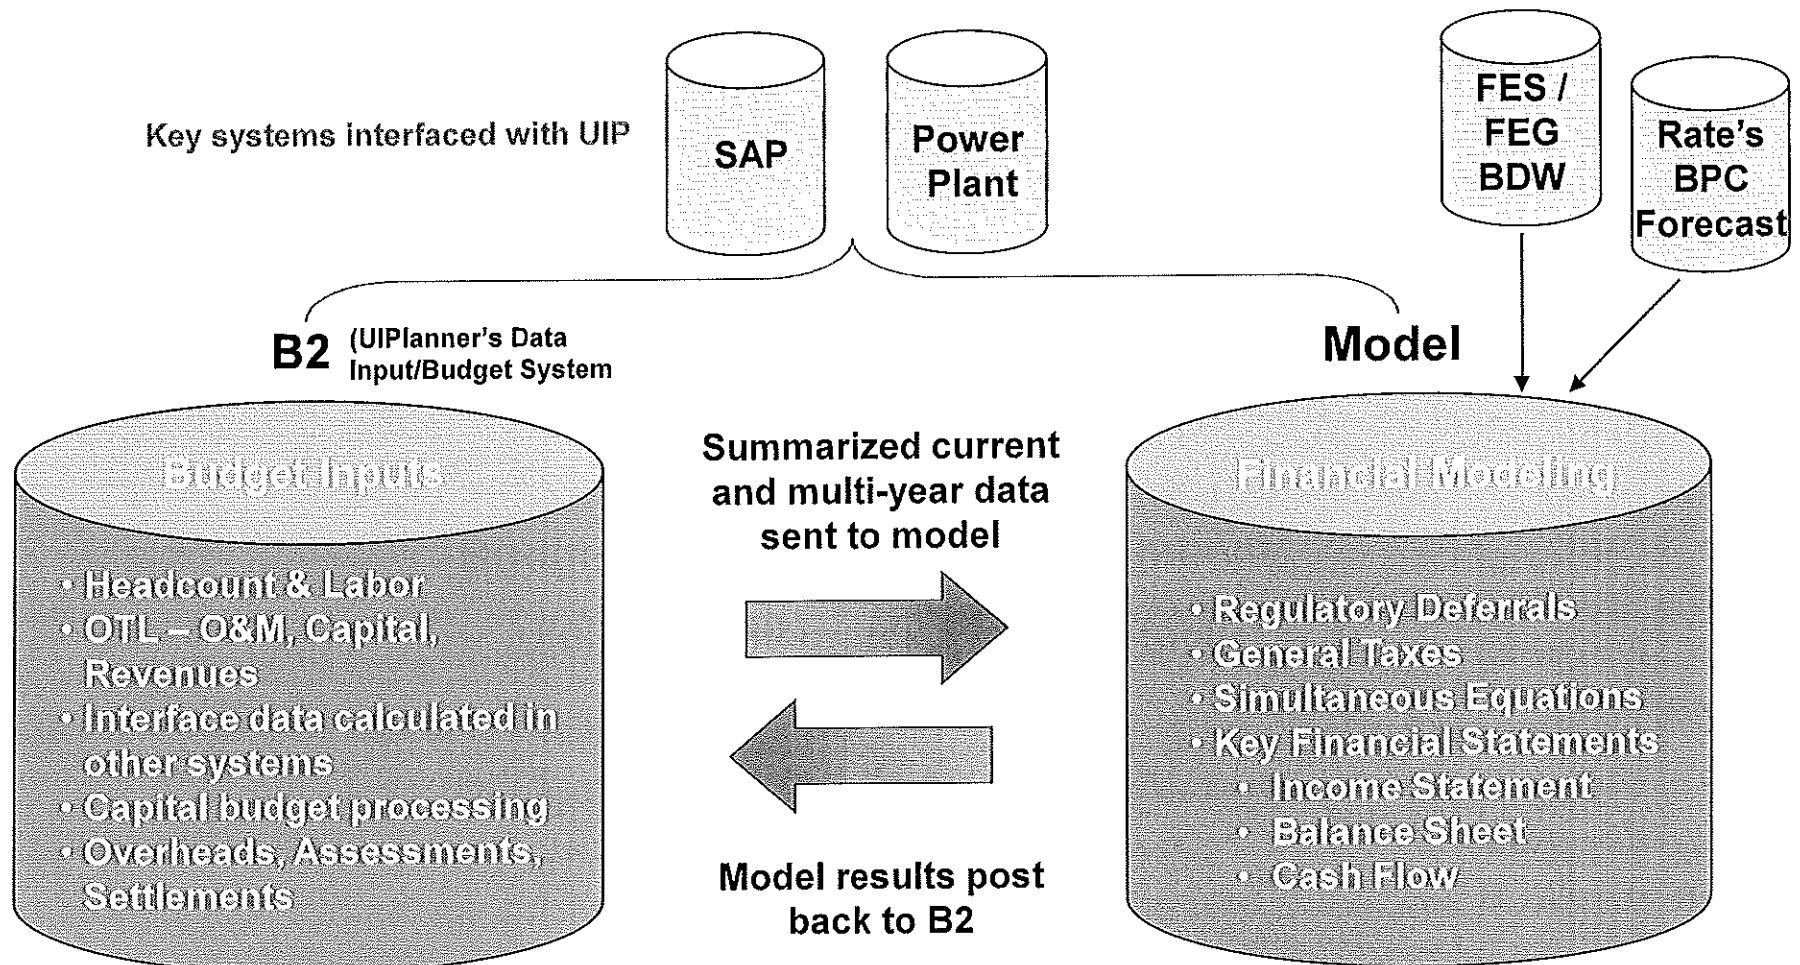 Key systems interfaced with UIP
SAP
Power
Plant
FES /
FEG
BDW
Rate's
BPC
Forecast
B2 (UIPlanner's Data
Input/Budget System
Model
Budget Inputs
• Headcount & Labor
• OTL – O&M, Capital,
Revenues
• Interface data calculated in
other systems
• Capital budget processing
• Overheads, Assessments,
Settlements
Summarized current
and multi-year data
sent to model
Model results post
back to B2
Financial Modeling
• Regulatory Deferrals
• General Taxes
• Simultaneous Equations
• Key Financial Statements
• Income Statement
• Balance Sheet
• Cash Flow